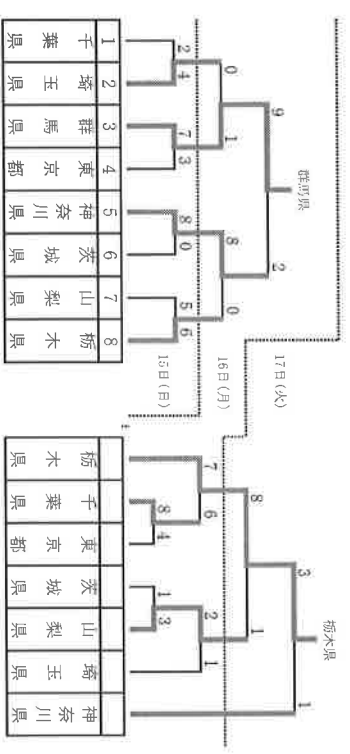 群馬県
栃木県
17日(火)
9 2
3 1
16日(月)
0 1 8 0
8 1
15日(日)
2 4 7 3 8 0 5 6
7 6 2 1
8 4 1 3
1 2 3 4 5 6 7 8
千葉県
埼玉県
群馬県
東京都
神奈川県
茨城県
山梨県
栃木県
栃木県
千葉県
東京都
茨城県
山梨県
埼玉県
神奈川県